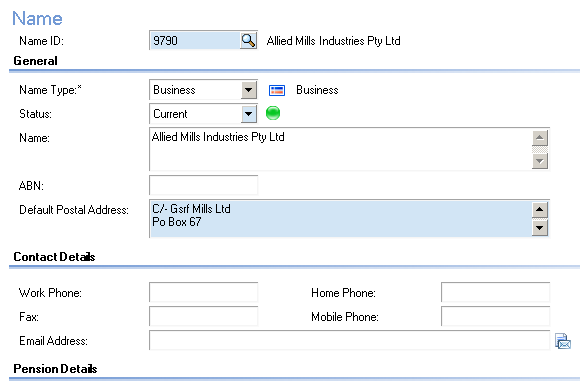 Name
Name ID: 9790 Allied Mills Industries Pty Ltd
General
Name Type:* Business Business
Status: Current
Name: Allied Mills Industries Pty Ltd
ABN:
Default Postal Address: C/- Gsrf Mills Ltd
Po Box 67
Contact Details
Work Phone: Home Phone:
Fax: Mobile Phone:
Email Address:
Pension Details